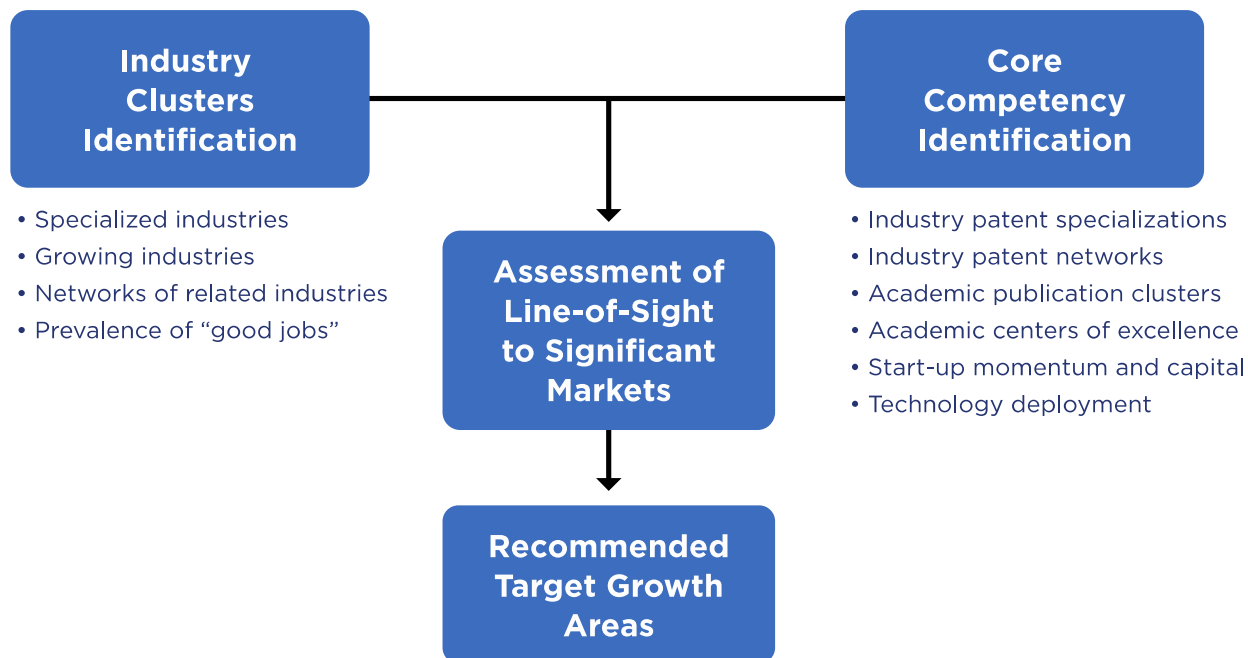 Industry
Clusters
Identification
• Specialized industries
• Growing industries
• Networks of related industries
• Prevalence of “good jobs”
Core
Competency
Identification
• Industry patent specializations
• Industry patent networks
• Academic publication clusters
• Academic centers of excellence
• Start-up momentum and capital
• Technology deployment
Assessment of
Line-of-Sight
to Significant
Markets
Recommended
Target Growth
Areas